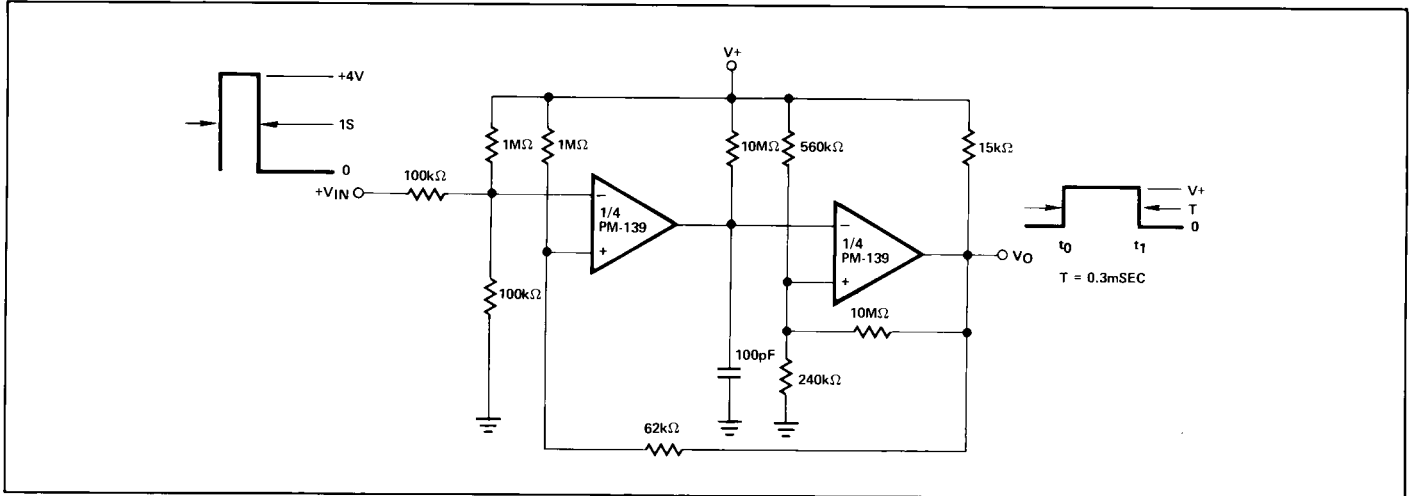 V+
+4V
1S
0
+VIN
100kΩ
1MΩ
1MΩ
10MΩ
560kΩ
15kΩ
−
1/4
PM-139
+
−
1/4
PM-139
+
VO
V+
T
0
t0
t1
T = 0.3mSEC
100kΩ
10MΩ
100pF
240kΩ
62kΩ